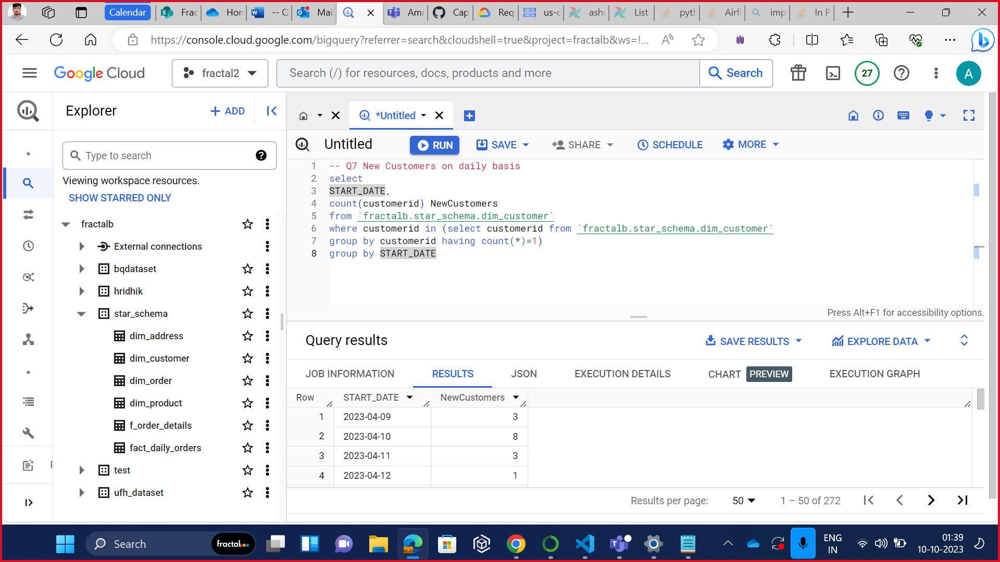 Calendar
Frac
Hor
-- Q
Mail
Am
Cap
Req
us-c
ashu
List
pyth
Airfl
imp
In P
https://console.cloud.google.com/bigquery?referrer=search&cloudshell=true&project=fractalb&ws=!...
Google Cloud
fractal2
Search (/) for resources, docs, products and more
Search
27
A
Explorer
ADD
*Untitled
Untitled
RUN
SAVE
SHARE
SCHEDULE
MORE
Type to search
Viewing workspace resources.
SHOW STARRED ONLY
fractalb
External connections
bqdataset
hridhik
star_schema
dim_address
dim_customer
dim_order
dim_product
f_order_details
fact_daily_orders
test
ufh_dataset
1 -- Q7 New Customers on daily basis
2 select
3 START_DATE,
4 count(customerid) NewCustomers
5 from `fractalb.star_schema.dim_customer`
6 where customerid in (select customerid from `fractalb.star_schema.dim_customer`
7 group by customerid having count(*)=1)
8 group by START_DATE
Press Alt+F1 for accessibility options.
Query results
SAVE RESULTS
EXPLORE DATA
JOB INFORMATION
RESULTS
JSON
EXECUTION DETAILS
CHART PREVIEW
EXECUTION GRAPH
Row START_DATE NewCustomers
1 2023-04-09 3
2 2023-04-10 8
3 2023-04-11 3
4 2023-04-12 1
Results per page: 50 1 – 50 of 272
Search
fractal
ENG
IN
01:39
10-10-2023